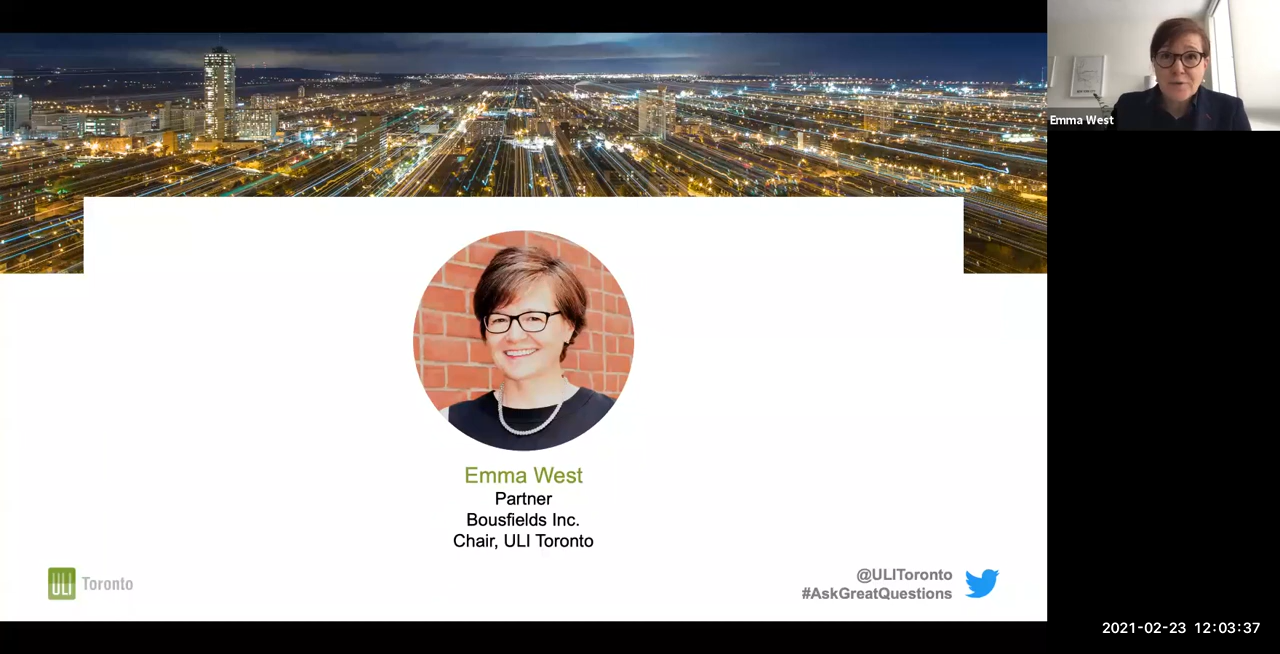 Emma West
Emma West
Partner
Bousfields Inc.
Chair, ULI Toronto
ULI Toronto
@ULIToronto
#AskGreatQuestions
2021-02-23 12:03:37